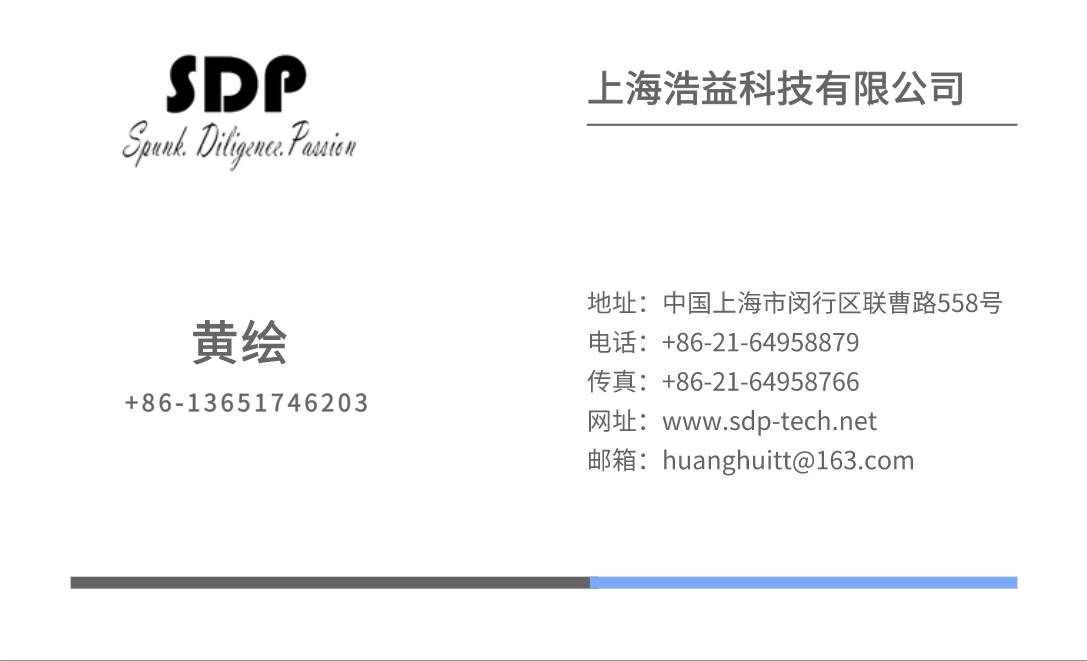 SDP
Spunk. Diligence. Passion
上海浩益科技有限公司
黄绘
+86-13651746203
地址：中国上海市闵行区联曹路558号
电话：+86-21-64958879
传真：+86-21-64958766
网址：www.sdp-tech.net
邮箱：huanghuitt@163.com